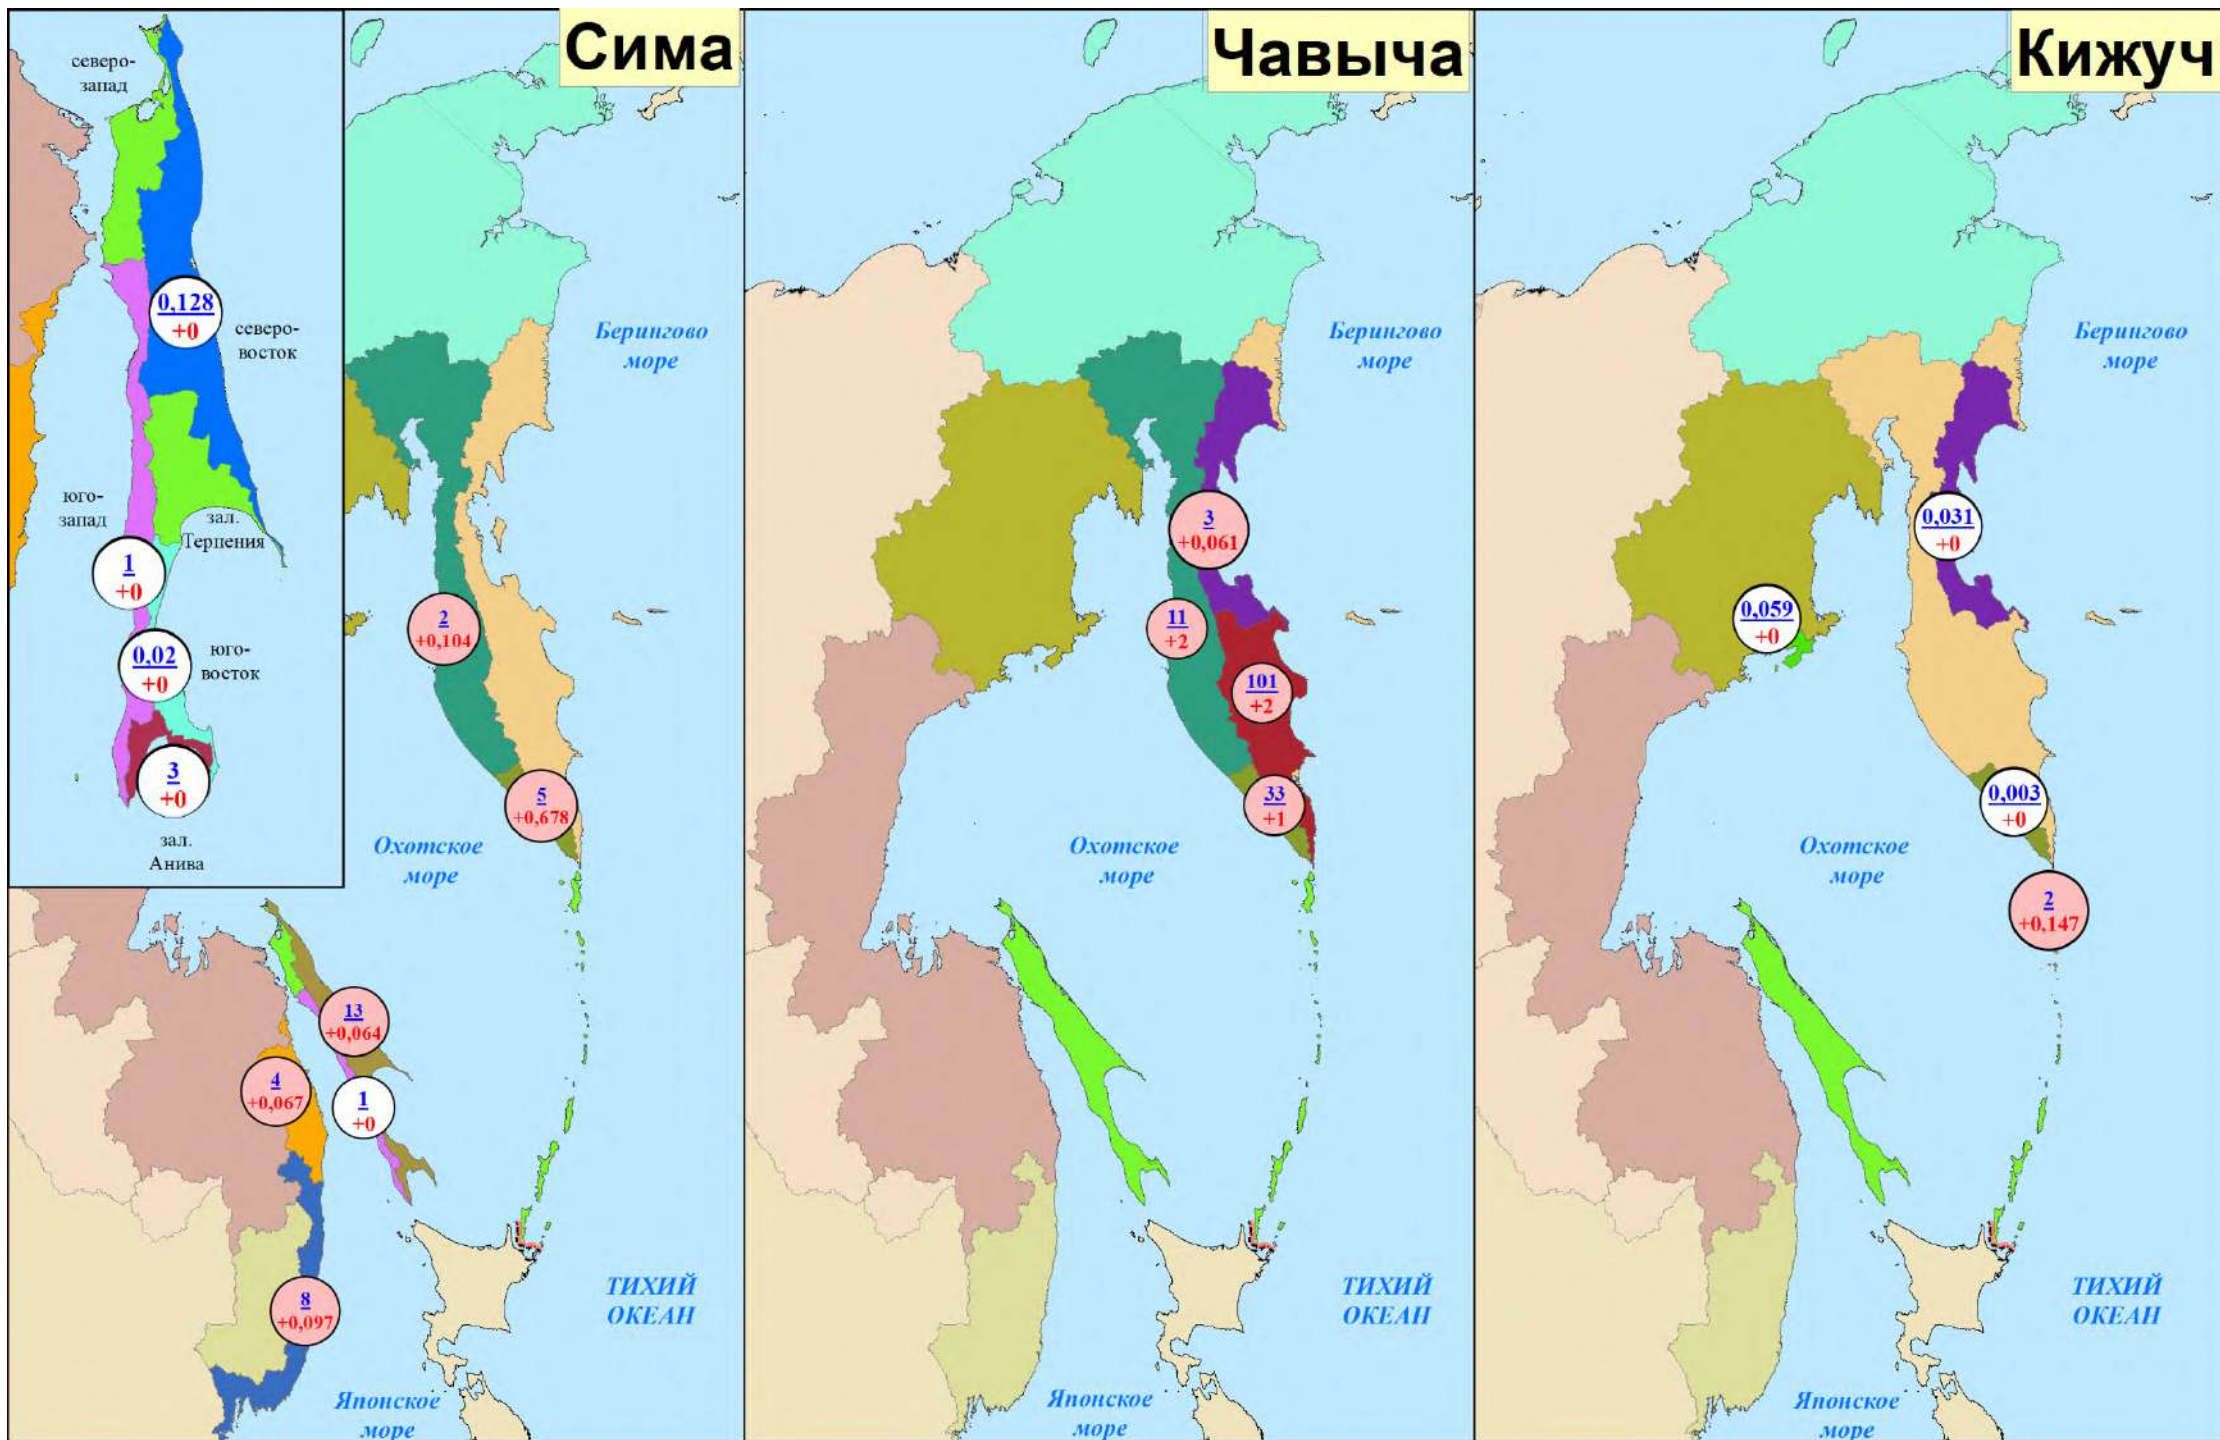 Сима
северо-
запад
0,128
+0
северо-
восток
юго-
запад
зал.
Терпения
1
+0
0,02
+0
юго-
восток
3
+0
зал.
Анива
Берингово
море
2
+0,104
5
+0,678
Охотское
море
13
+0,064
4
+0,067
1
+0
8
+0,097
ТИХИЙ
ОКЕАН
Японское
море
Чавыча
Берингово
море
3
+0,061
11
+2
101
+2
33
+1
Охотское
море
ТИХИЙ
ОКЕАН
Японское
море
Кижуч
Берингово
море
0,031
+0
0,059
+0
0,003
+0
Охотское
море
2
+0,147
ТИХИЙ
ОКЕАН
Японское
море